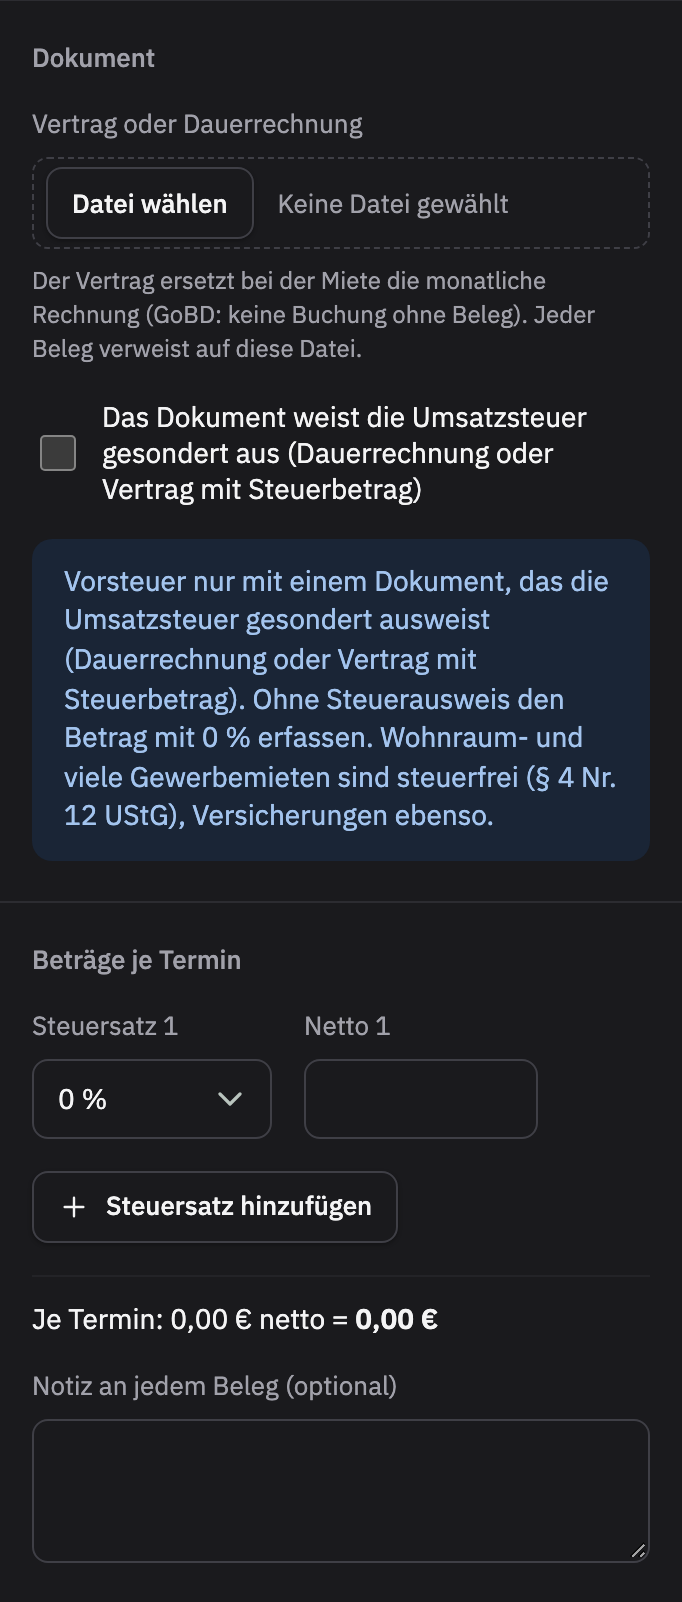 Dokument
Vertrag oder Dauerrechnung
Datei wählen Keine Datei gewählt
Der Vertrag ersetzt bei der Miete die monatliche
Rechnung (GoBD: keine Buchung ohne Beleg). Jeder
Beleg verweist auf diese Datei.
Das Dokument weist die Umsatzsteuer
gesondert aus (Dauerrechnung oder
Vertrag mit Steuerbetrag)
Vorsteuer nur mit einem Dokument, das die
Umsatzsteuer gesondert ausweist
(Dauerrechnung oder Vertrag mit
Steuerbetrag). Ohne Steuerausweis den
Betrag mit 0 % erfassen. Wohnraum- und
viele Gewerbemieten sind steuerfrei (§ 4 Nr.
12 UStG), Versicherungen ebenso.
Beträge je Termin
Steuersatz 1 Netto 1
0 %
+ Steuersatz hinzufügen
Je Termin: 0,00 € netto = 0,00 €
Notiz an jedem Beleg (optional)